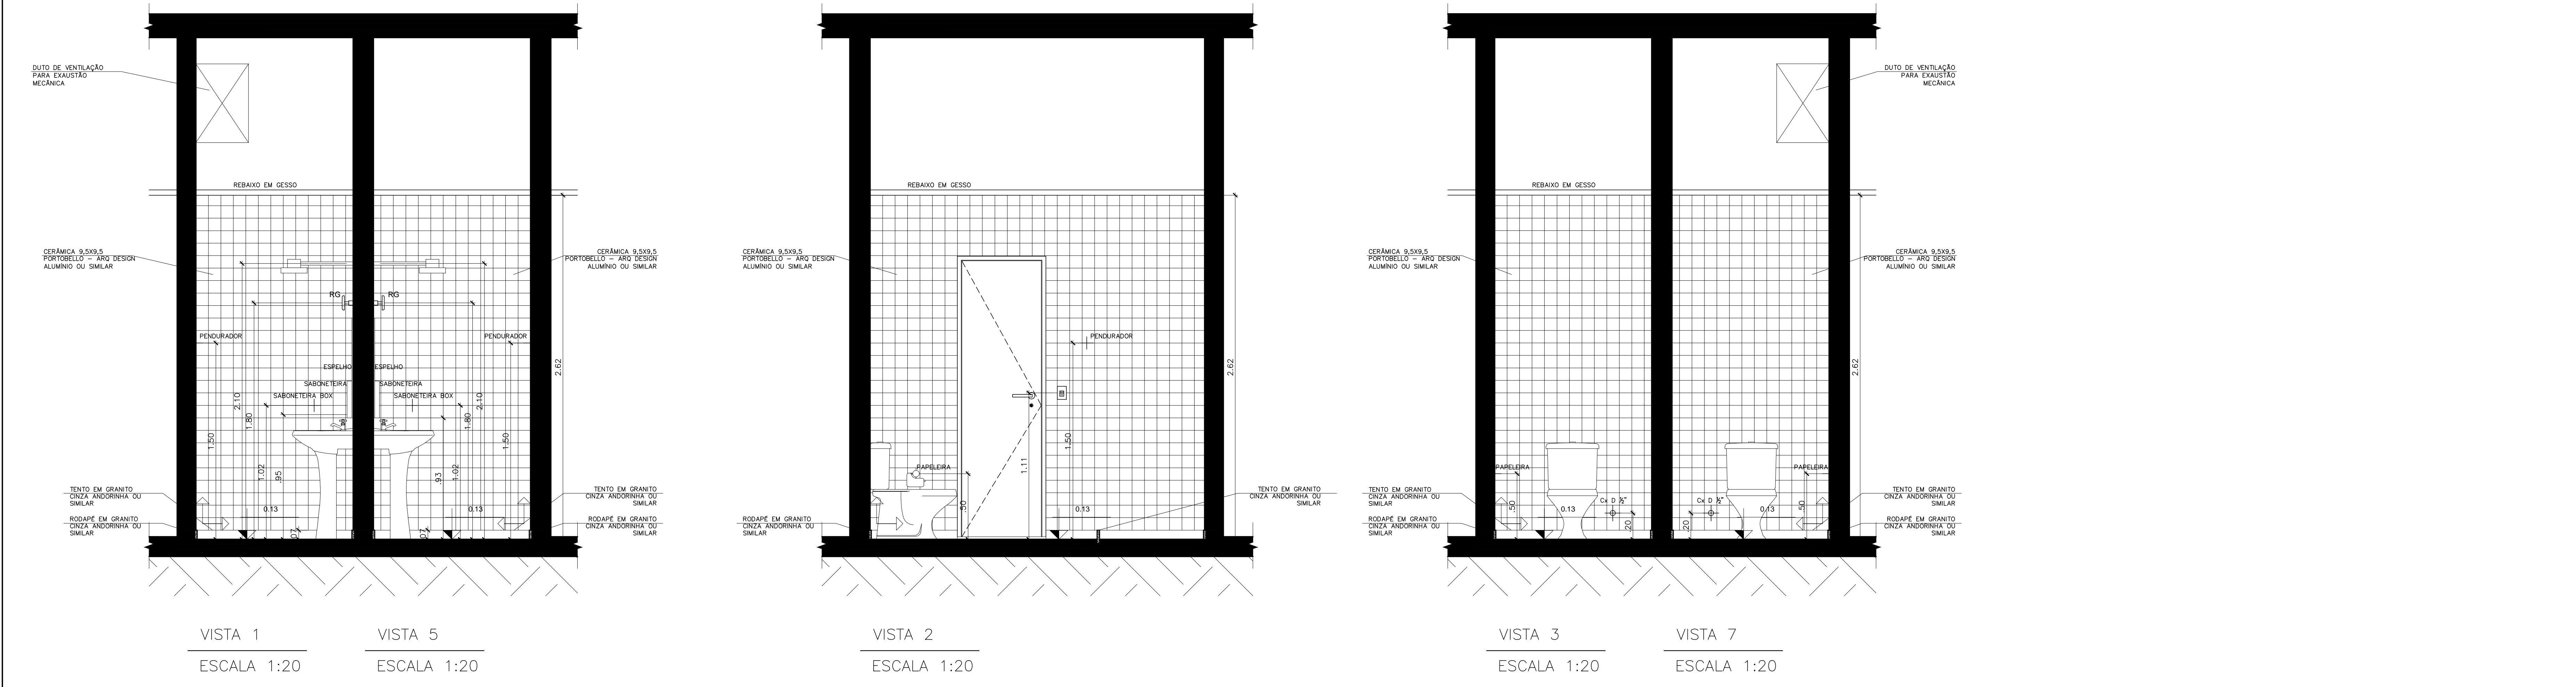 DUTO DE VENTILAÇÃO
PARA EXAUSTÃO
MECÂNICA
REBAIXO EM GESSO
CERÂMICA 9,5X9,5
PORTOBELLO – ARQ DESIGN
ALUMÍNIO OU SIMILAR
CERÂMICA 9,5X9,5
PORTOBELLO – ARQ DESIGN
ALUMÍNIO OU SIMILAR
RG
RG
PENDURADOR
PENDURADOR
ESPELHO
ESPELHO
SABONETEIRA
SABONETEIRA
SABONETEIRA BOX
SABONETEIRA BOX
2.10
1.80
1.50
1.02
.95
.93
1.02
1.80
2.10
1.50
2.62
0.13
0.13
.07
.07
TENTO EM GRANITO
CINZA ANDORINHA OU
SIMILAR
RODAPÉ EM GRANITO
CINZA ANDORINHA OU
SIMILAR
TENTO EM GRANITO
CINZA ANDORINHA OU
SIMILAR
RODAPÉ EM GRANITO
CINZA ANDORINHA OU
SIMILAR
VISTA 1
ESCALA 1:20
VISTA 5
ESCALA 1:20
REBAIXO EM GESSO
CERÂMICA 9,5X9,5
PORTOBELLO – ARQ DESIGN
ALUMÍNIO OU SIMILAR
PENDURADOR
2.62
1.50
1.11
PAPELEIRA
.50
0.13
RODAPÉ EM GRANITO
CINZA ANDORINHA OU
SIMILAR
TENTO EM GRANITO
CINZA ANDORINHA OU
SIMILAR
VISTA 2
ESCALA 1:20
DUTO DE VENTILAÇÃO
PARA EXAUSTÃO
MECÂNICA
REBAIXO EM GESSO
CERÂMICA 9,5X9,5
PORTOBELLO – ARQ DESIGN
ALUMÍNIO OU SIMILAR
CERÂMICA 9,5X9,5
PORTOBELLO – ARQ DESIGN
ALUMÍNIO OU SIMILAR
2.62
PAPELEIRA
PAPELEIRA
.50
.50
Cx D ½"
Cx D ½"
0.13
0.13
.20
.20
TENTO EM GRANITO
CINZA ANDORINHA OU
SIMILAR
RODAPÉ EM GRANITO
CINZA ANDORINHA OU
SIMILAR
TENTO EM GRANITO
CINZA ANDORINHA OU
SIMILAR
RODAPÉ EM GRANITO
CINZA ANDORINHA OU
SIMILAR
VISTA 3
ESCALA 1:20
VISTA 7
ESCALA 1:20